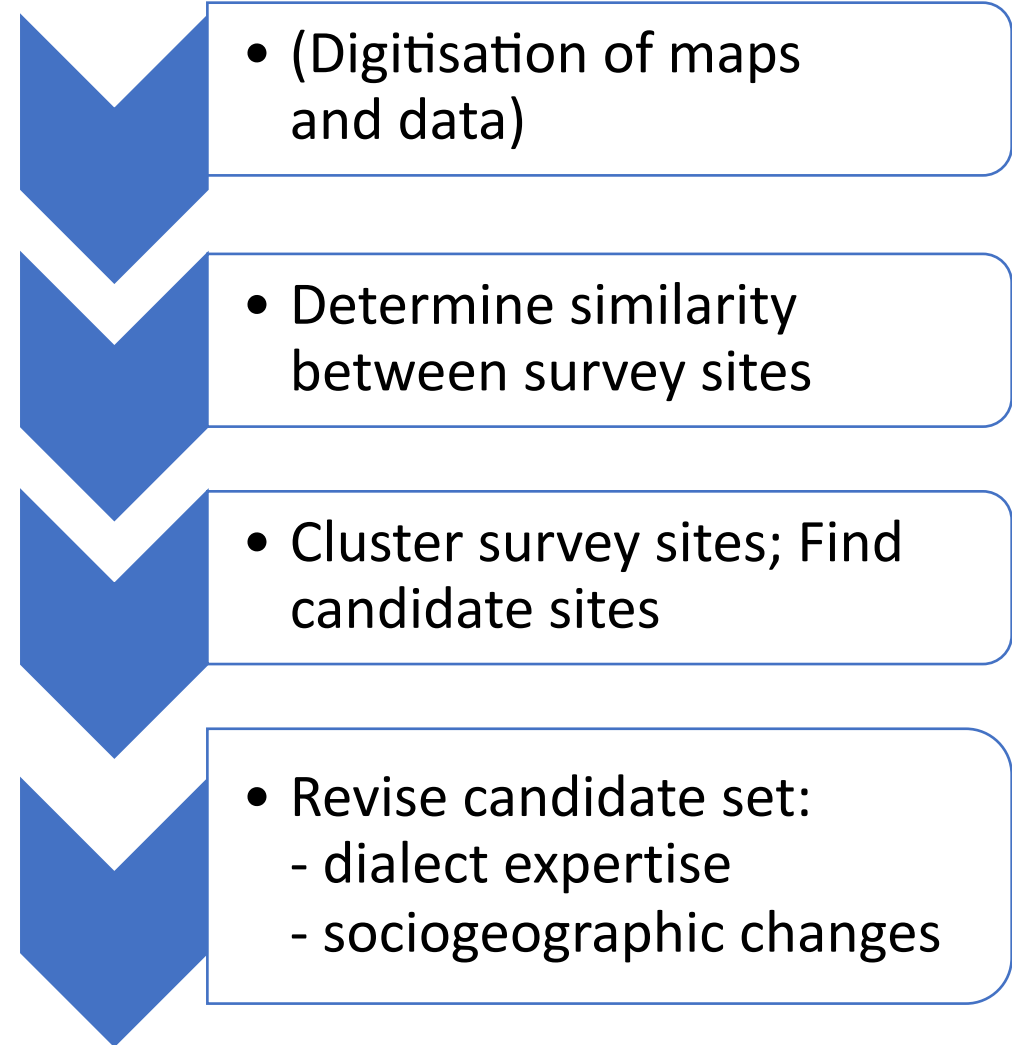 • (Digitisation of maps
and data)
• Determine similarity
between survey sites
• Cluster survey sites; Find
candidate sites
• Revise candidate set:
- dialect expertise
- sociogeographic changes